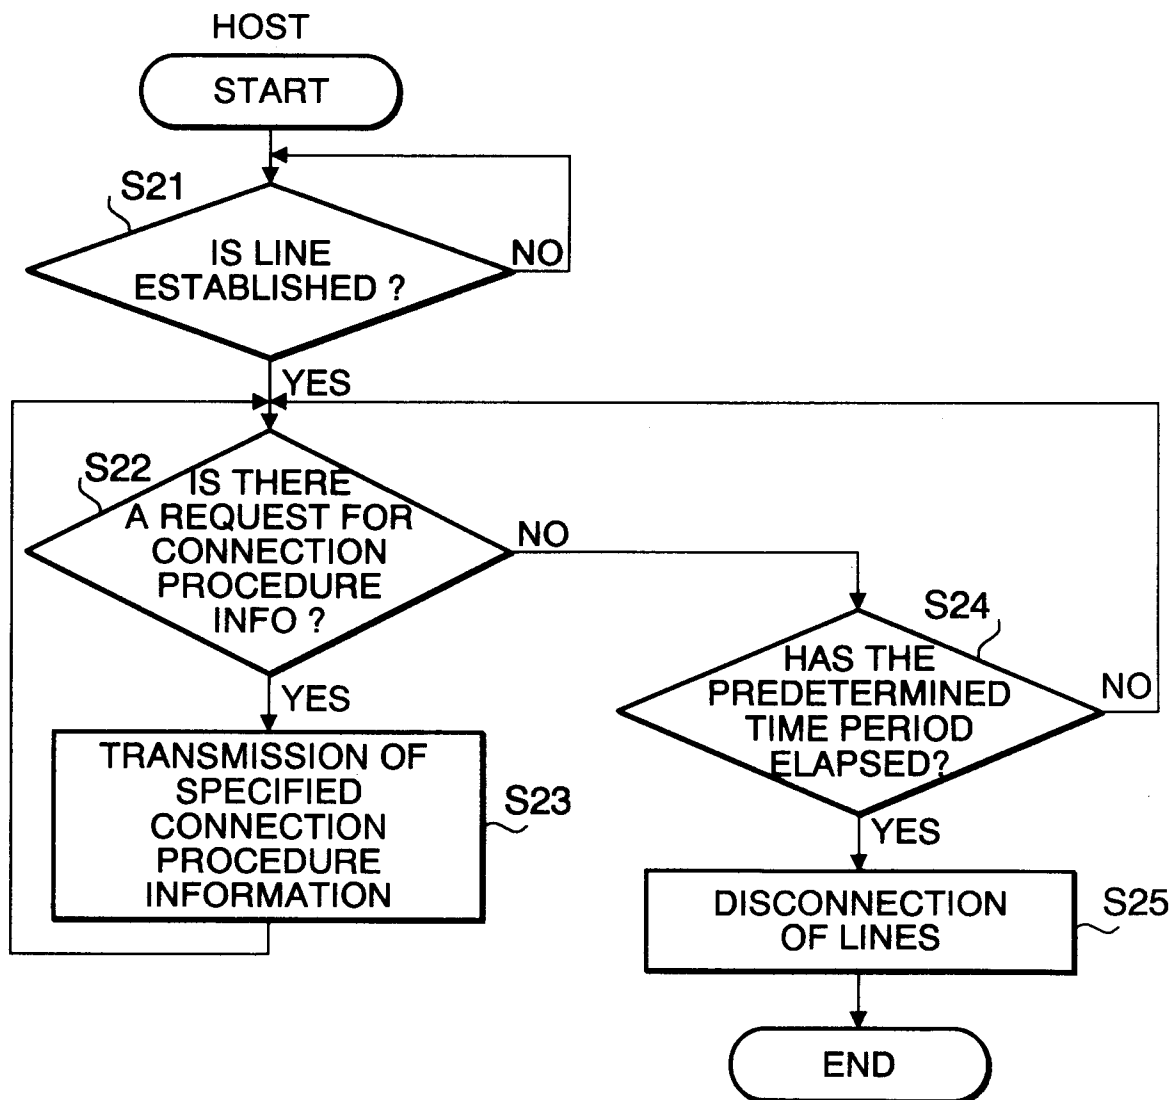 HOST
START
S21
IS LINE
ESTABLISHED ?
NO
YES
S22
IS THERE
A REQUEST FOR
CONNECTION
PROCEDURE
INFO ?
NO
YES
TRANSMISSION OF
SPECIFIED
CONNECTION
PROCEDURE
INFORMATION
S23
S24
HAS THE
PREDETERMINED
TIME PERIOD
ELAPSED?
NO
YES
DISCONNECTION
OF LINES
S25
END